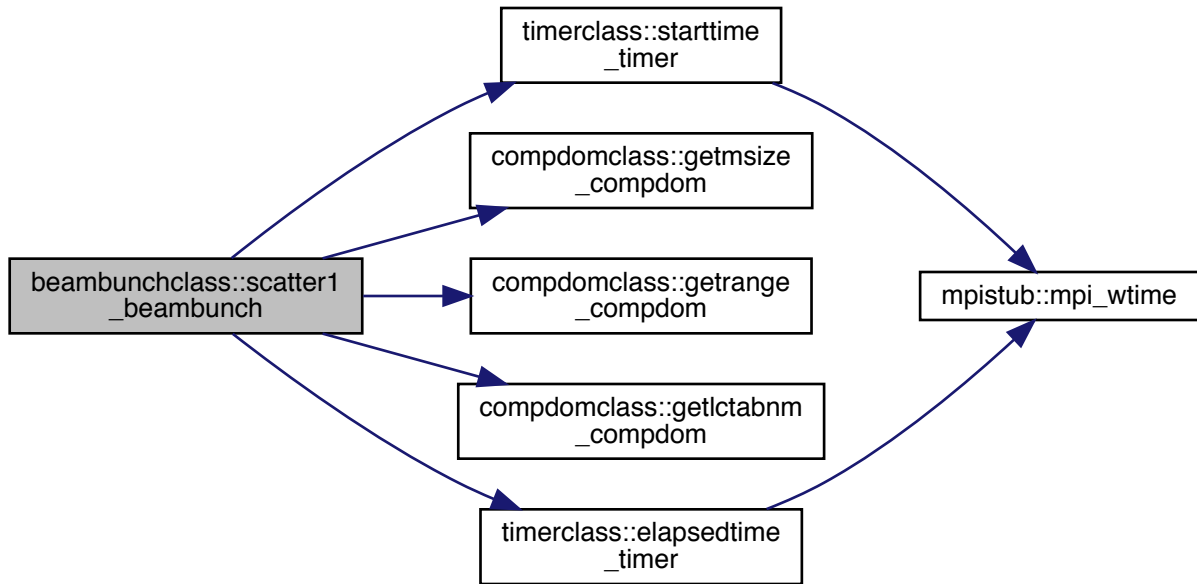 timerclass::starttime
_timer
compdomclass::getmsize
_compdom
beambunchclass::scatter1
_beambunch
compdomclass::getrange
_compdom
mpistub::mpi_wtime
compdomclass::getlctabnm
_compdom
timerclass::elapsedtime
_timer